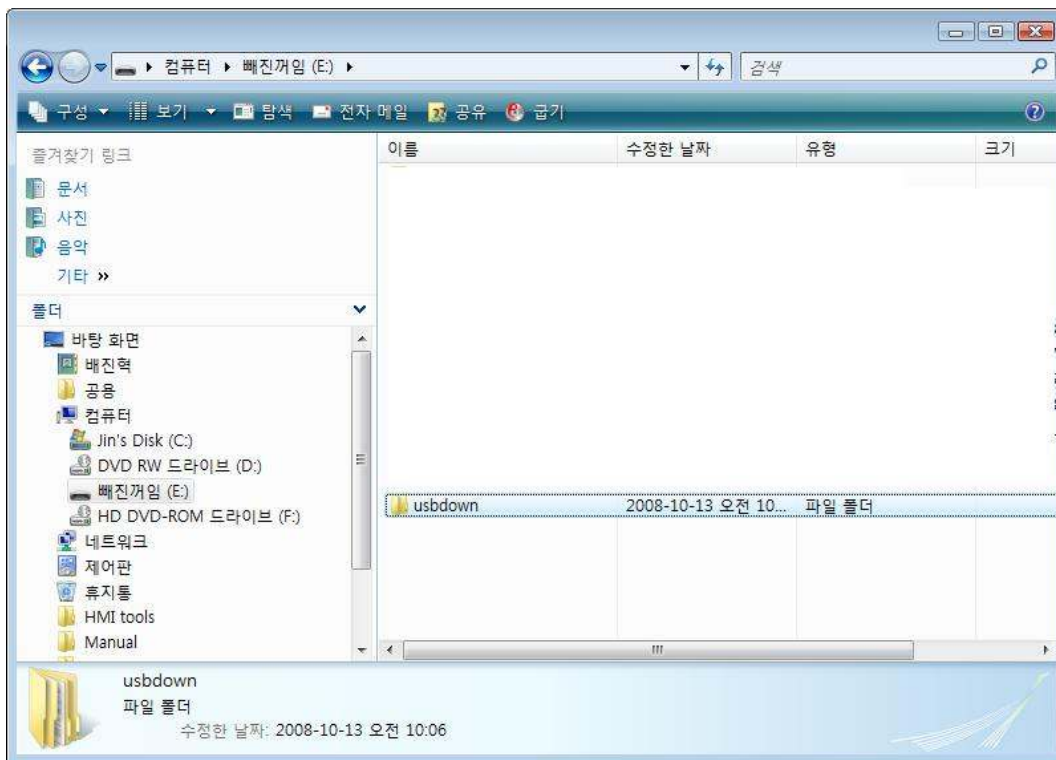 컴퓨터 ▸ 빼진꺼임 (E:) ▸
검색
구성 보기 탐색 전자 메일 공유 굽기
즐겨찾기 링크
문서
사진
음악
기타 »
폴더
바탕 화면
배진혁
공용
컴퓨터
Jin's Disk (C:)
DVD RW 드라이브 (D:)
빼진꺼임 (E:)
HD DVD-ROM 드라이브 (F:)
네트워크
제어판
휴지통
HMI tools
Manual
이름 수정한 날짜 유형 크기
usbdown 2008-10-13 오전 10... 파일 폴더
usbdown
파일 폴더
수정한 날짜: 2008-10-13 오전 10:06